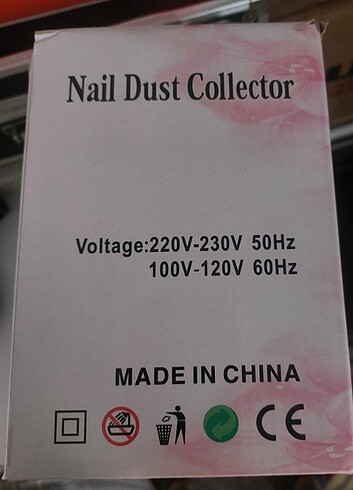 Nail Dust Collector
Voltage:220V-230V 50Hz
100V-120V 60Hz
MADE IN CHINA
CE